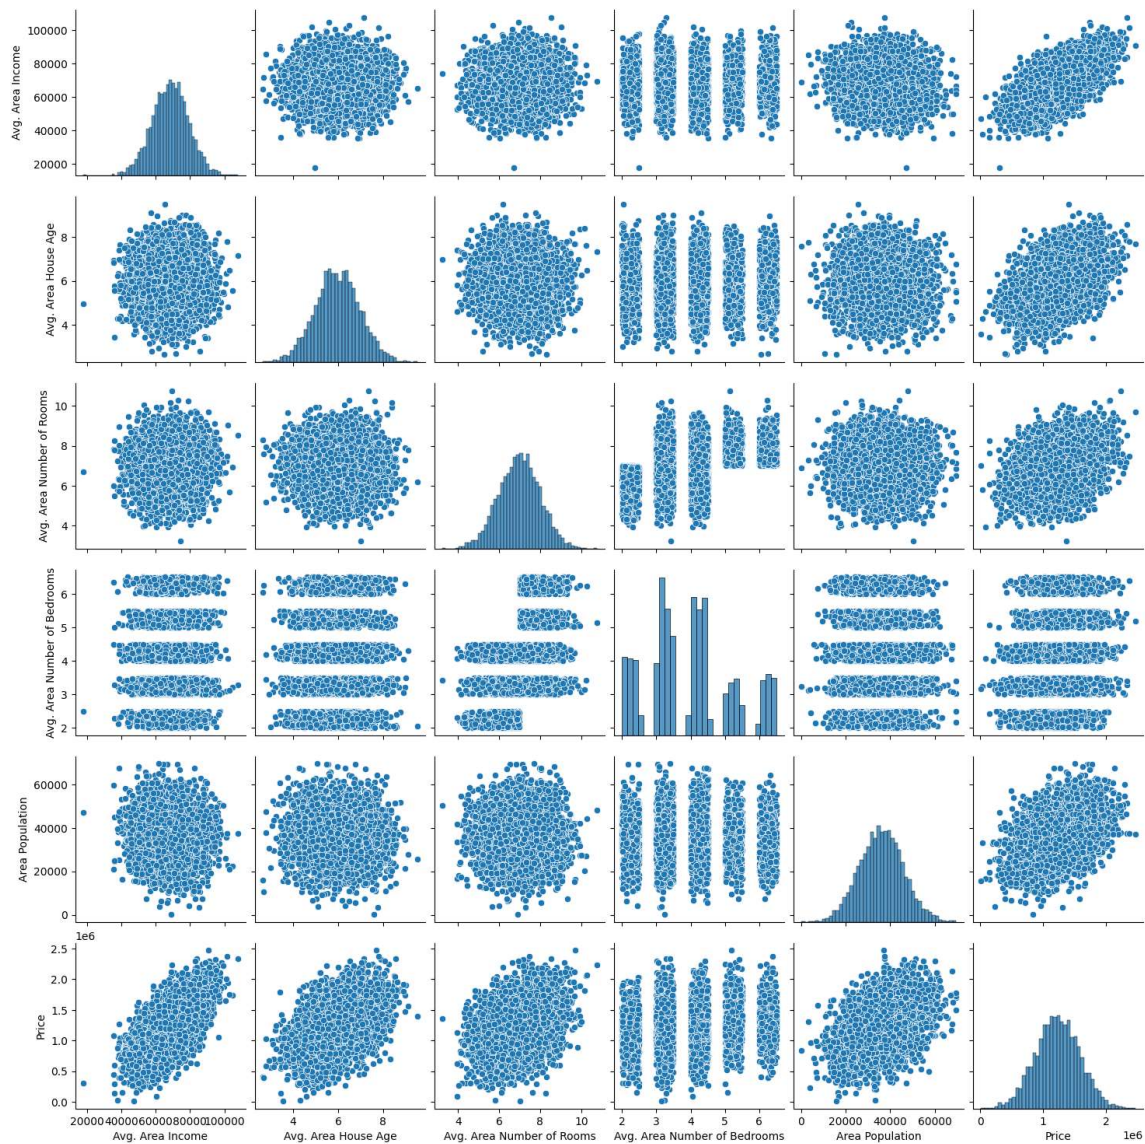 Avg. Area Income
100000
80000
60000
40000
20000
Avg. Area House Age
8
6
4
Avg. Area Number of Rooms
10
8
6
4
Avg. Area Number of Bedrooms
6
5
4
3
2
Area Population
60000
40000
20000
0
1e6
Price
2.5
2.0
1.5
1.0
0.5
0.0
20000 40000 60000 80000 100000
Avg. Area Income
4 6 8
Avg. Area House Age
4 6 8 10
Avg. Area Number of Rooms
2 3 4 5 6
Avg. Area Number of Bedrooms
0 20000 40000 60000
Area Population
0 1 2
Price 1e6